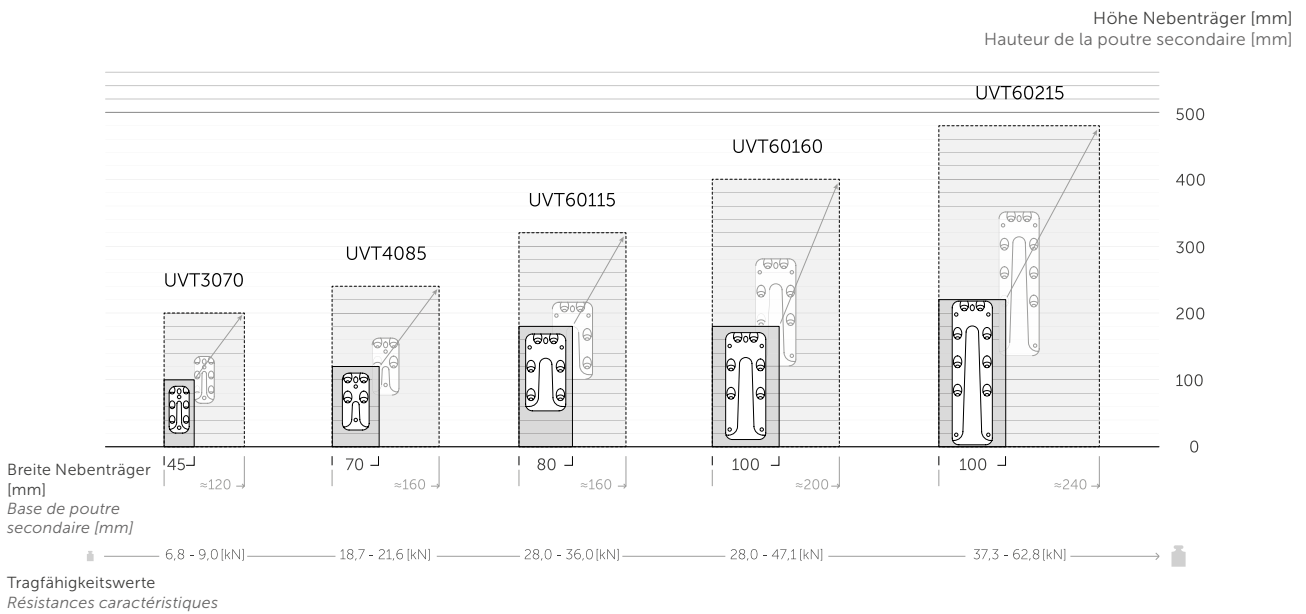 Höhe Nebenträger [mm]
Hauteur de la poutre secondaire [mm]
UVT60215
500
UVT60160
400
UVT60115
UVT4085
300
UVT3070
200
100
0
Breite Nebenträger
[mm]
Base de poutre
secondaire [mm]
45 70 80 100 100
≈120 ≈160 ≈160 ≈200 ≈240
6,8 - 9,0 [kN] 18,7 - 21,6 [kN] 28,0 - 36,0 [kN] 28,0 - 47,1 [kN] 37,3 - 62,8 [kN]
Tragfähigkeitswerte
Résistances caractéristiques